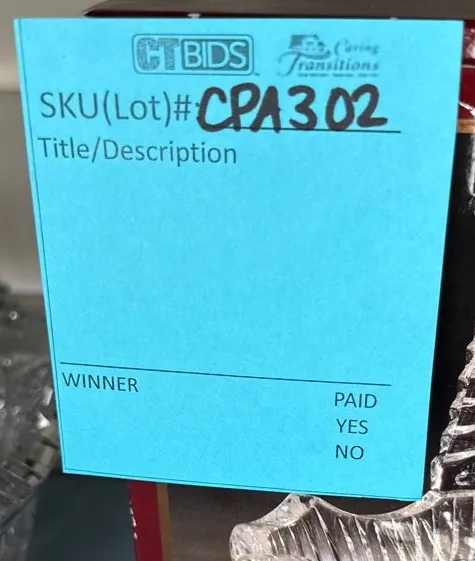 CTBIDS
Caring
Transitions
SKU(Lot)# CPA302
Title/Description
WINNER
PAID
YES
NO